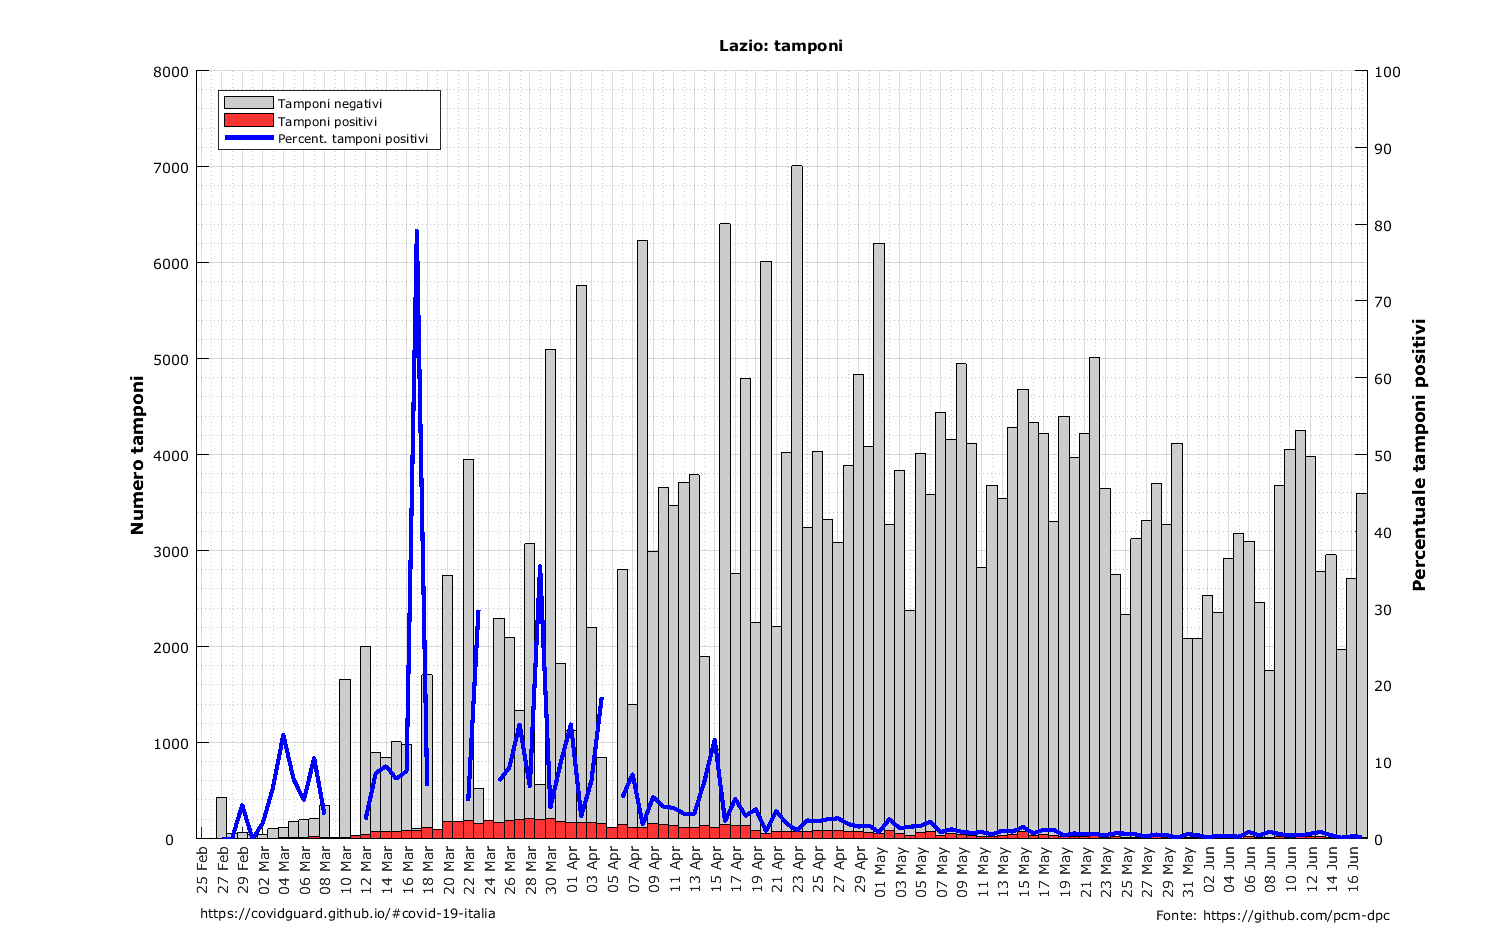 Lazio: tamponi
Tamponi negativi
Tamponi positivi
Percent. tamponi positivi
Numero tamponi
8000
7000
6000
5000
4000
3000
2000
1000
0
Percentuale tamponi positivi
100
90
80
70
60
50
40
30
20
10
0
25 Feb
27 Feb
29 Feb
02 Mar
04 Mar
06 Mar
08 Mar
10 Mar
12 Mar
14 Mar
16 Mar
18 Mar
20 Mar
22 Mar
24 Mar
26 Mar
28 Mar
30 Mar
01 Apr
03 Apr
05 Apr
07 Apr
09 Apr
11 Apr
13 Apr
15 Apr
17 Apr
19 Apr
21 Apr
23 Apr
25 Apr
27 Apr
29 Apr
01 May
03 May
05 May
07 May
09 May
11 May
13 May
15 May
17 May
19 May
21 May
23 May
25 May
27 May
29 May
31 May
02 Jun
04 Jun
06 Jun
08 Jun
10 Jun
12 Jun
14 Jun
16 Jun
https://covidguard.github.io/#covid-19-italia
Fonte: https://github.com/pcm-dpc